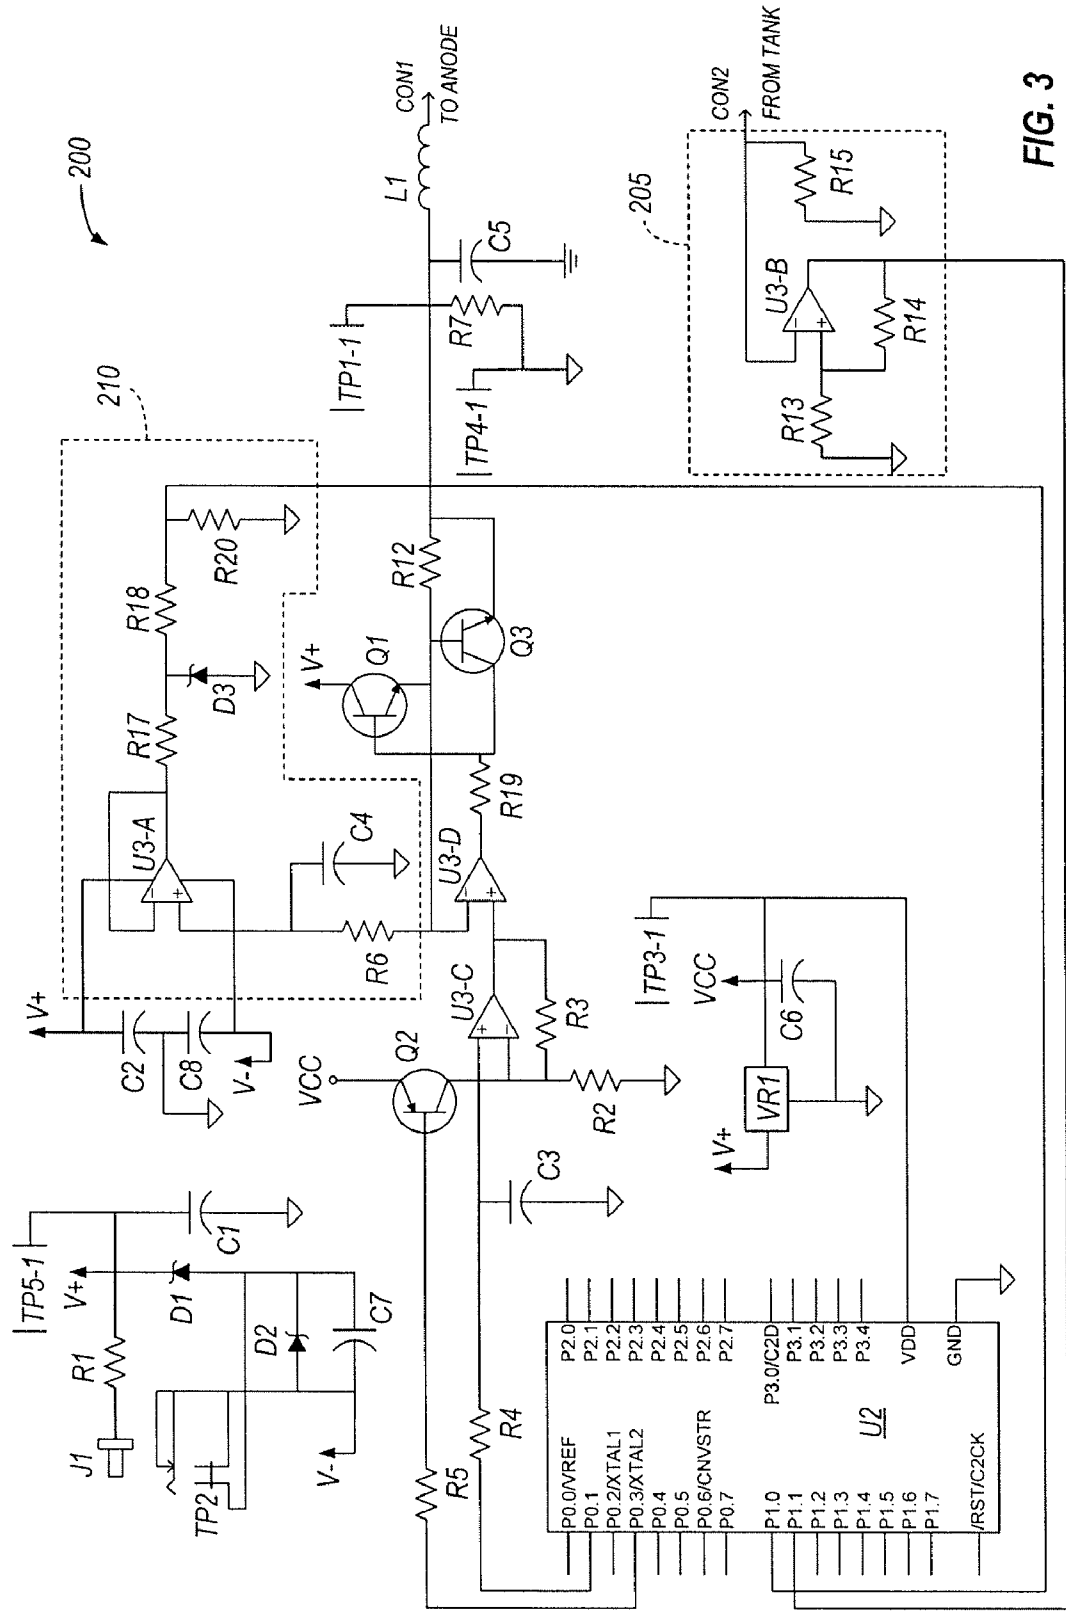 200
210
205
FIG. 3
J1
R1
TP5-1
V+
D1
C1
TP2
D2
C7
V-
V+
C2
C8
V-
U3-A
R17
D3
R18
R20
C4
R6
V+
Q1
R12
Q3
R19
U3-D
U3-C
R3
R2
VCC
Q2
C3
R4
R5
TP1-1
R7
C5
TP4-1
L1
CON1
TO ANODE
CON2
FROM TANK
R15
U3-B
R14
R13
TP3-1
VCC
C6
VR1
V+
U2
P0.0/VREF
P0.1
P0.2/XTAL1
P0.3/XTAL2
P0.4
P0.5
P0.6/CNVSTR
P0.7
P1.0
P1.1
P1.2
P1.3
P1.4
P1.5
P1.6
P1.7
/RST/C2CK
P2.0
P2.1
P2.2
P2.3
P2.4
P2.5
P2.6
P2.7
P3.0/C2D
P3.1
P3.2
P3.3
P3.4
VDD
GND